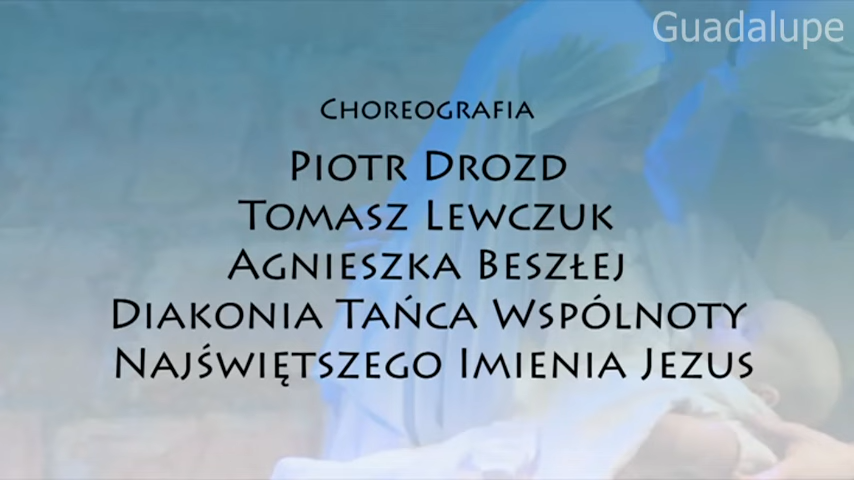 Guadalupe
Choreografia
Piotr Drozd
Tomasz Lewczuk
Agnieszka Beszłej
Diakonia Tańca Wspólnoty
Najświętszego Imienia Jezus